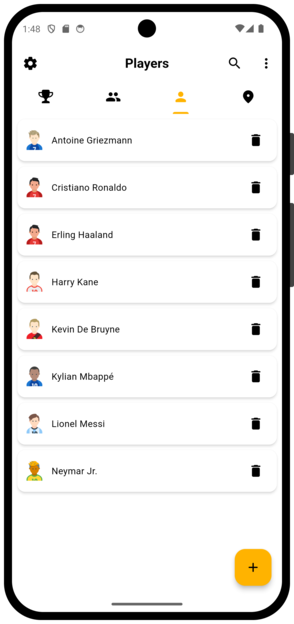 1:48
Players
Antoine Griezmann
Cristiano Ronaldo
Erling Haaland
Harry Kane
Kevin De Bruyne
Kylian Mbappé
Lionel Messi
Neymar Jr.